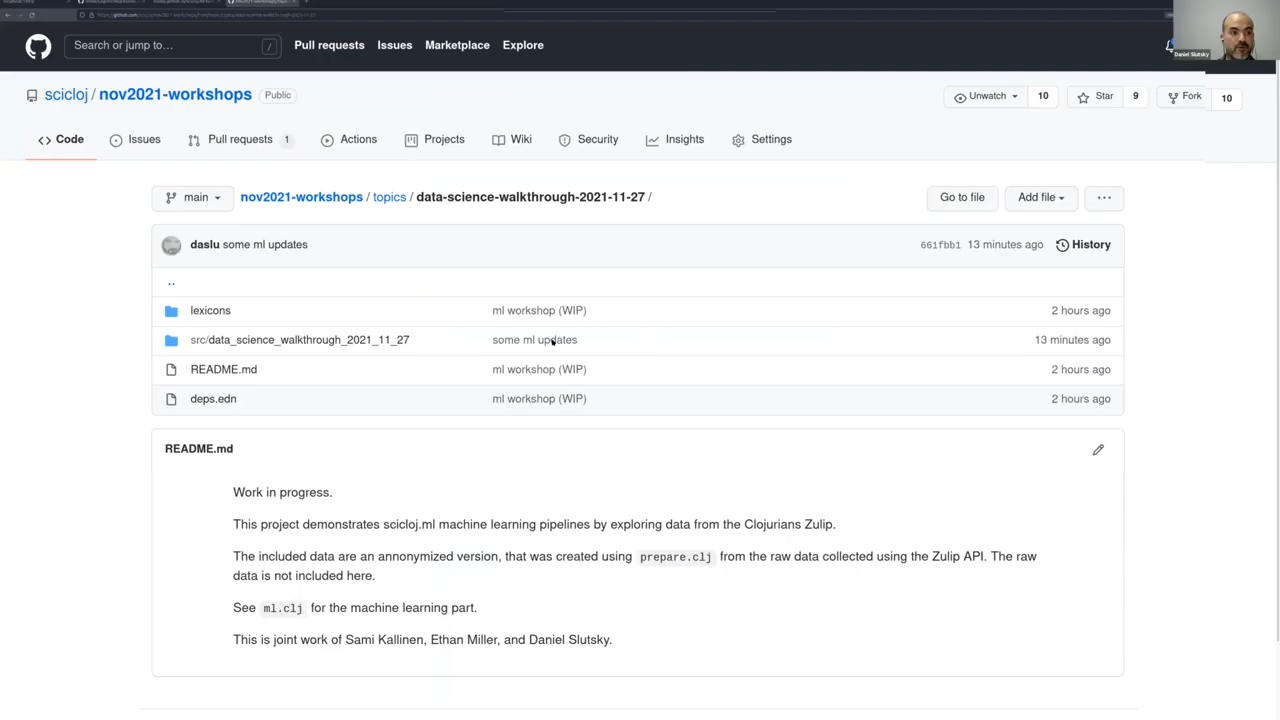 Search or jump to…
/
Pull requests
Issues
Marketplace
Explore
Daniel Slutsky
scicloj / nov2021-workshops
Public
Unwatch
10
Star
9
Fork
10
Code
Issues
Pull requests
1
Actions
Projects
Wiki
Security
Insights
Settings
main
nov2021-workshops / topics / data-science-walkthrough-2021-11-27 /
Go to file
Add file
...
daslu some ml updates
661fbb1 13 minutes ago
History
..
lexicons
ml workshop (WIP)
2 hours ago
src/data_science_walkthrough_2021_11_27
some ml updates
13 minutes ago
README.md
ml workshop (WIP)
2 hours ago
deps.edn
ml workshop (WIP)
2 hours ago
README.md
Work in progress.
This project demonstrates scicloj.ml machine learning pipelines by exploring data from the Clojurians Zulip.
The included data are an annonymized version, that was created using prepare.clj from the raw data collected using the Zulip API. The raw
data is not included here.
See ml.clj for the machine learning part.
This is joint work of Sami Kallinen, Ethan Miller, and Daniel Slutsky.